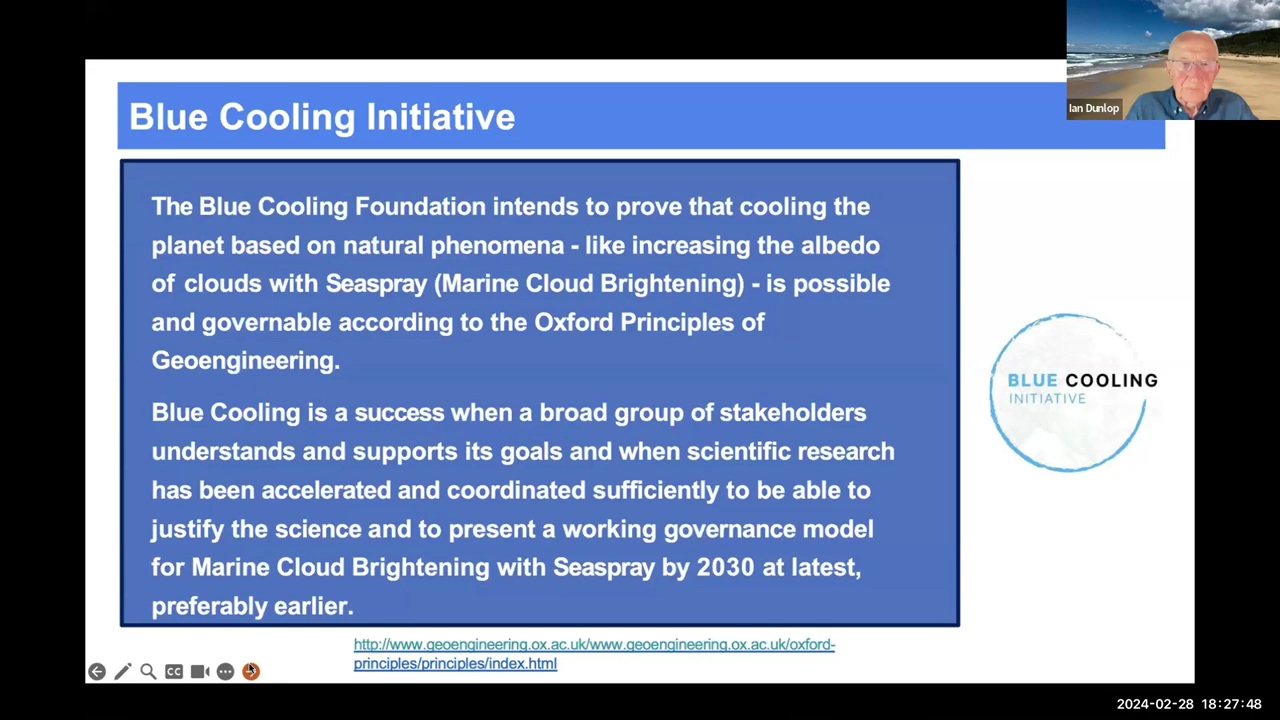 Ian Dunlop
Blue Cooling Initiative
The Blue Cooling Foundation intends to prove that cooling the
planet based on natural phenomena - like increasing the albedo
of clouds with Seaspray (Marine Cloud Brightening) - is possible
and governable according to the Oxford Principles of
Geoengineering.
Blue Cooling is a success when a broad group of stakeholders
understands and supports its goals and when scientific research
has been accelerated and coordinated sufficiently to be able to
justify the science and to present a working governance model
for Marine Cloud Brightening with Seaspray by 2030 at latest,
preferably earlier.
BLUE COOLING
INITIATIVE
http://www.geoengineering.ox.ac.uk/www.geoengineering.ox.ac.uk/oxford-
principles/principles/index.html
CC
2024-02-28 18:27:48